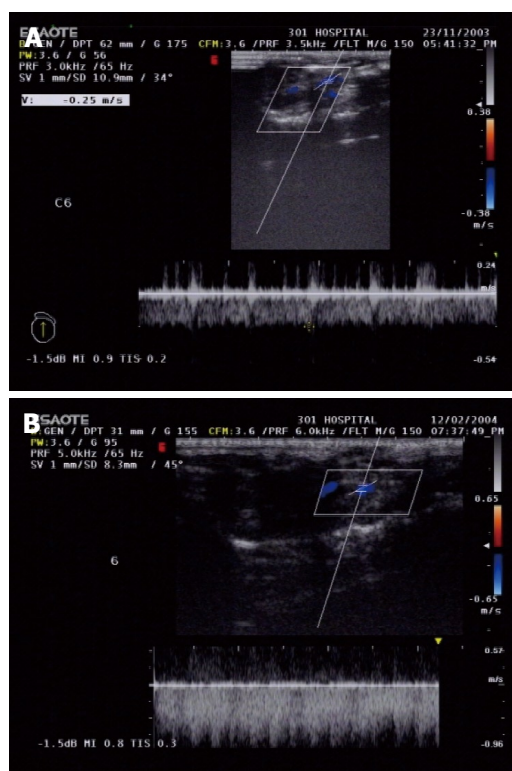 A
ESAOTE 301 HOSPITAL 23/11/2003
GEN / DPT 62 mm / G 175 CFM:3.6 /PRF 3.5kHz /FLT M/G 150 05:41:32 PM
PW:3.6 / G 56
PRF 3.0kHz /65 Hz
SV 1 mm/SD 10.9mm / 34°
V: -0.25 m/s
0.38
C6
-0.38
m/s
0.24
m/s
-1.5dB MI 0.9 TIS 0.2
-0.54
B
ESAOTE 301 HOSPITAL 12/02/2004
GEN / DPT 31 mm / G 155 CFM:3.6 /PRF 6.0kHz /FLT M/G 150 07:37:49 PM
PW:3.6 / G 95
PRF 5.0kHz /65 Hz
SV 1 mm/SD 8.3mm / 45°
0.65
6
-0.65
m/s
0.57
m/s
-1.5dB MI 0.8 TIS 0.3
-0.96